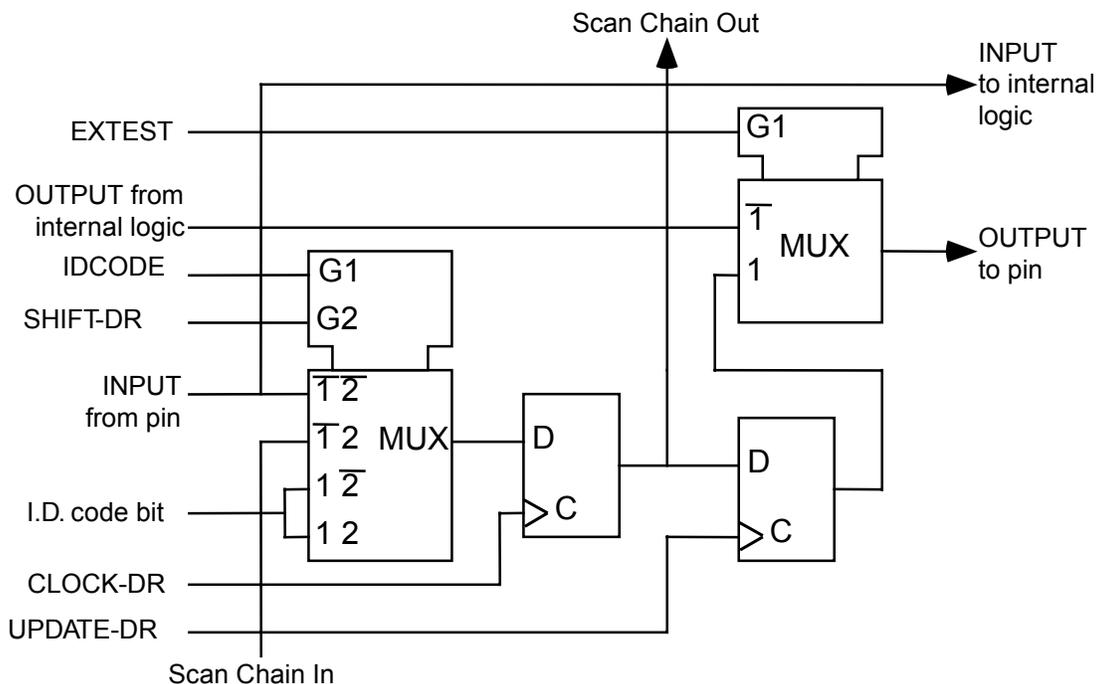 Scan Chain Out
INPUT
to internal
logic
EXTEST
G1
OUTPUT from
internal logic
1̅
MUX
1
OUTPUT
to pin
IDCODE
G1
SHIFT-DR
G2
INPUT
from pin
1̅ 2̅
1̅ 2
MUX
1 2̅
1 2
I.D. code bit
D
C
D
C
CLOCK-DR
UPDATE-DR
Scan Chain In